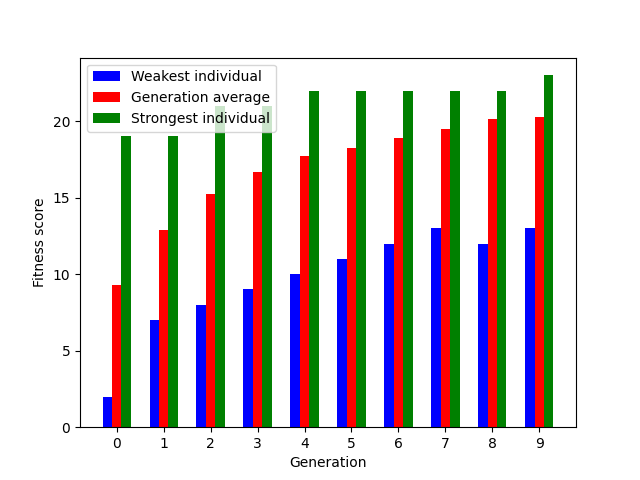 Weakest individual
Generation average
Strongest individual
20
15
10
5
0
Fitness score
0 1 2 3 4 5 6 7 8 9
Generation